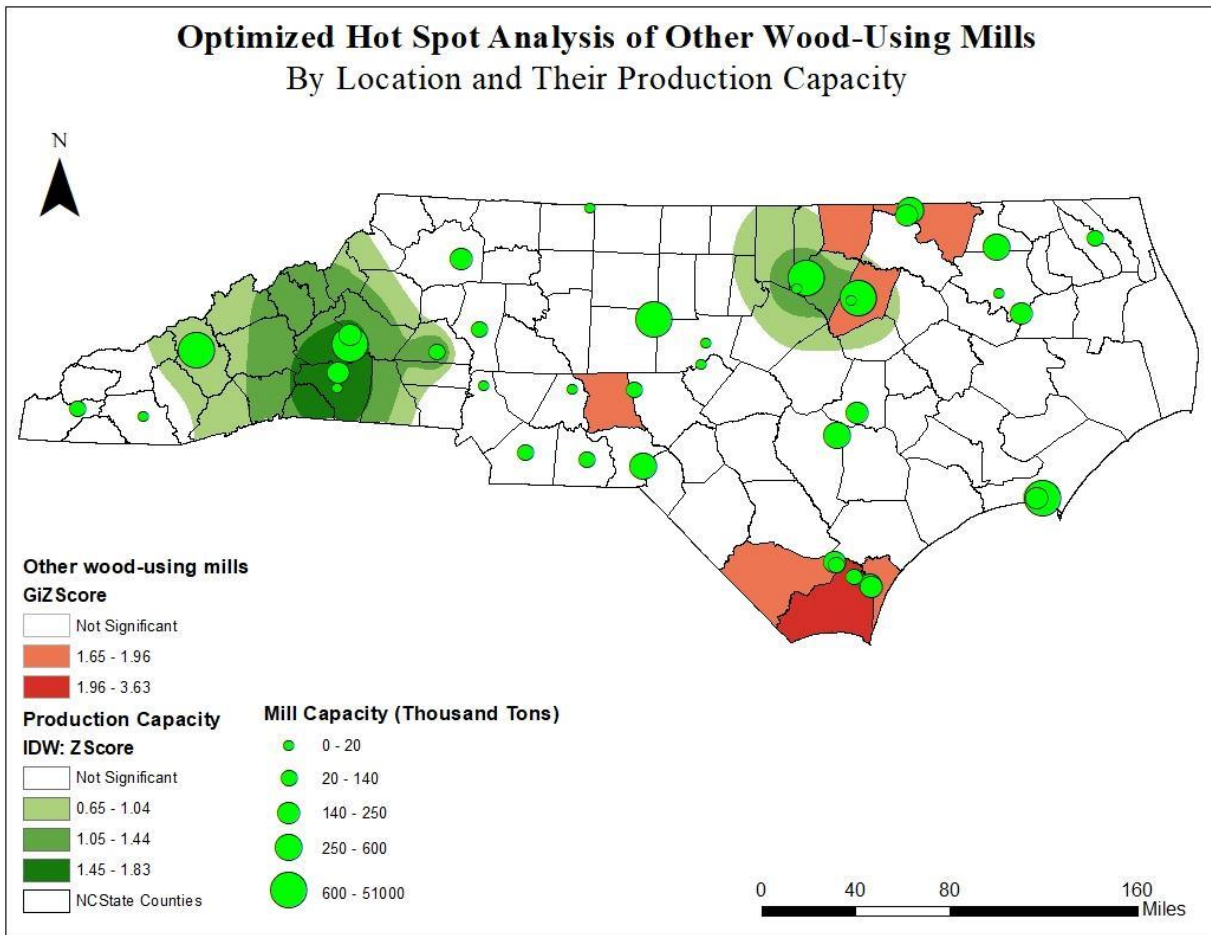 Optimized Hot Spot Analysis of Other Wood-Using Mills
By Location and Their Production Capacity
N
Other wood-using mills
GiZScore
Not Significant
1.65 - 1.96
1.96 - 3.63
Production Capacity
IDW: ZScore
Not Significant
0.65 - 1.04
1.05 - 1.44
1.45 - 1.83
NCState Counties
Mill Capacity (Thousand Tons)
0 - 20
20 - 140
140 - 250
250 - 600
600 - 51000
0 40 80 160
Miles